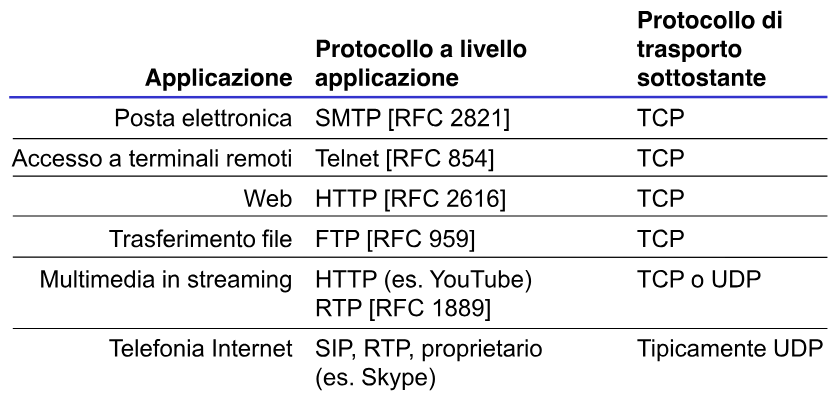 Applicazione
Protocollo a livello
applicazione
Protocollo di
trasporto
sottostante
Posta elettronica SMTP [RFC 2821] TCP
Accesso a terminali remoti Telnet [RFC 854] TCP
Web HTTP [RFC 2616] TCP
Trasferimento file FTP [RFC 959] TCP
Multimedia in streaming HTTP (es. YouTube) TCP o UDP
RTP [RFC 1889]
Telefonia Internet SIP, RTP, proprietario Tipicamente UDP
(es. Skype)